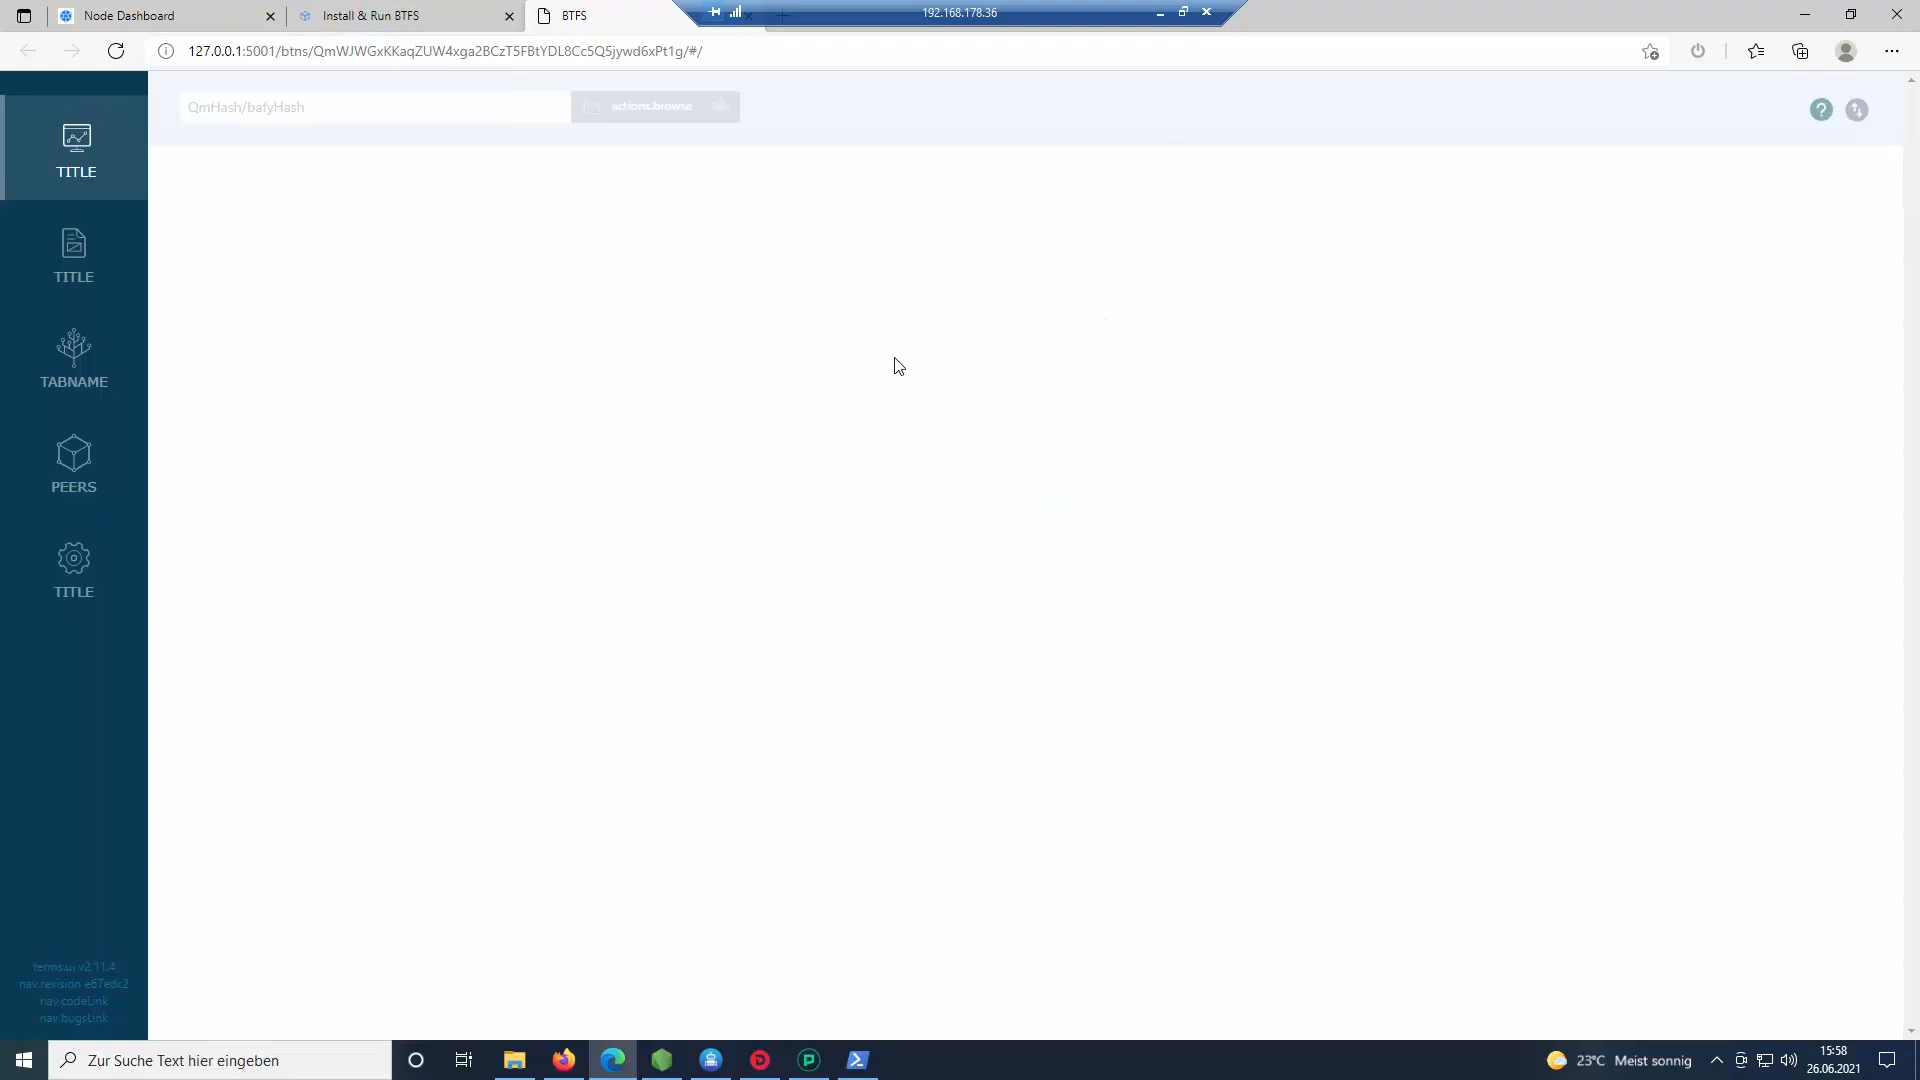 Node Dashboard
Install & Run BTFS
BTFS
192.168.178.36
127.0.0.1:5001/btns/QmWJWGxKKaqZUW4xga2BCzT5FBtYDL8Cc5Q5jywd6xPt1g/#/
QmHash/bafyHash
actions.browse
?
TITLE
TITLE
TABNAME
PEERS
TITLE
terms.ui v2.11.4
nav.revision e67edc2
nav.codeLink
nav.bugsLink
Zur Suche Text hier eingeben
23°C Meist sonnig
15:58
26.06.2021